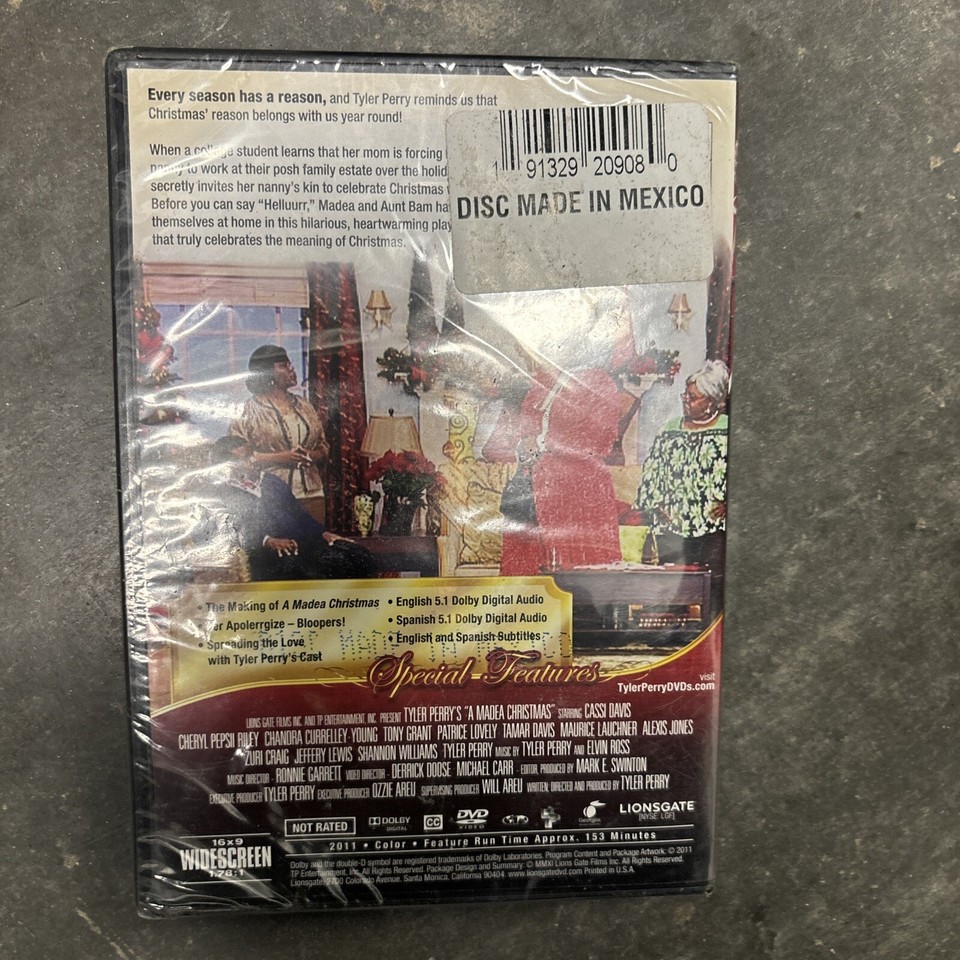 Every season has a reason, and Tyler Perry reminds us that
Christmas' reason belongs with us year round!
When a college student learns that her mom is forcing
nanny to work at their posh family estate over the holid
secretly invites her nanny's kin to celebrate Christmas
Before you can say “Helluurr,” Madea and Aunt Bam ha
themselves at home in this hilarious, heartwarming play
that truly celebrates the meaning of Christmas.
1 91329 20908 0
DISC MADE IN MEXICO
• The Making of A Madea Christmas
er Apolerrgize – Bloopers!
• Spreading the Love
with Tyler Perry's Cast
• English 5.1 Dolby Digital Audio
• Spanish 5.1 Dolby Digital Audio
• English and Spanish Subtitles
DISC MADE IN MEXICO
Special Features
visit
TylerPerryDVDs.com
LIONS GATE FILMS INC. AND TP ENTERTAINMENT, INC. PRESENT TYLER PERRY'S "A MADEA CHRISTMAS" STARRING CASSI DAVIS
CHERYL PEPSII RILEY CHANDRA CURRELLEY-YOUNG TONY GRANT PATRICE LOVELY TAMAR DAVIS MAURICE LAUCHNER ALEXIS JONES
ZURI CRAIG JEFFERY LEWIS SHANNON WILLIAMS TYLER PERRY MUSIC BY TYLER PERRY AND ELVIN ROSS
MUSIC DIRECTOR RONNIE GARRETT VIDEO DIRECTOR DERRICK DOOSE MICHAEL CARR EDITOR, PRODUCED BY MARK E. SWINTON
EXECUTIVE PRODUCER TYLER PERRY EXECUTIVE PRODUCER OZZIE AREU SUPERVISING PRODUCER WILL AREU WRITTEN, DIRECTED AND PRODUCED BY TYLER PERRY
NOT RATED
DOLBY
DIGITAL
CC
DVD
VIDEO
Georgia
LIONSGATE
[NYSE: LGF]
16x9
WIDESCREEN
1.78:1
2011 • Color • Feature Run Time Approx. 153 Minutes
Dolby and the double-D symbol are registered trademarks of Dolby Laboratories. Program Content and Package Artwork: © 2011
TP Entertainment, Inc. All Rights Reserved. Package Design and Summary: © MMXI Lions Gate Films Inc. All Rights Reserved.
Lionsgate, 2700 Colorado Avenue, Santa Monica, California 90404. www.lionsgatedvd.com Printed in U.S.A.